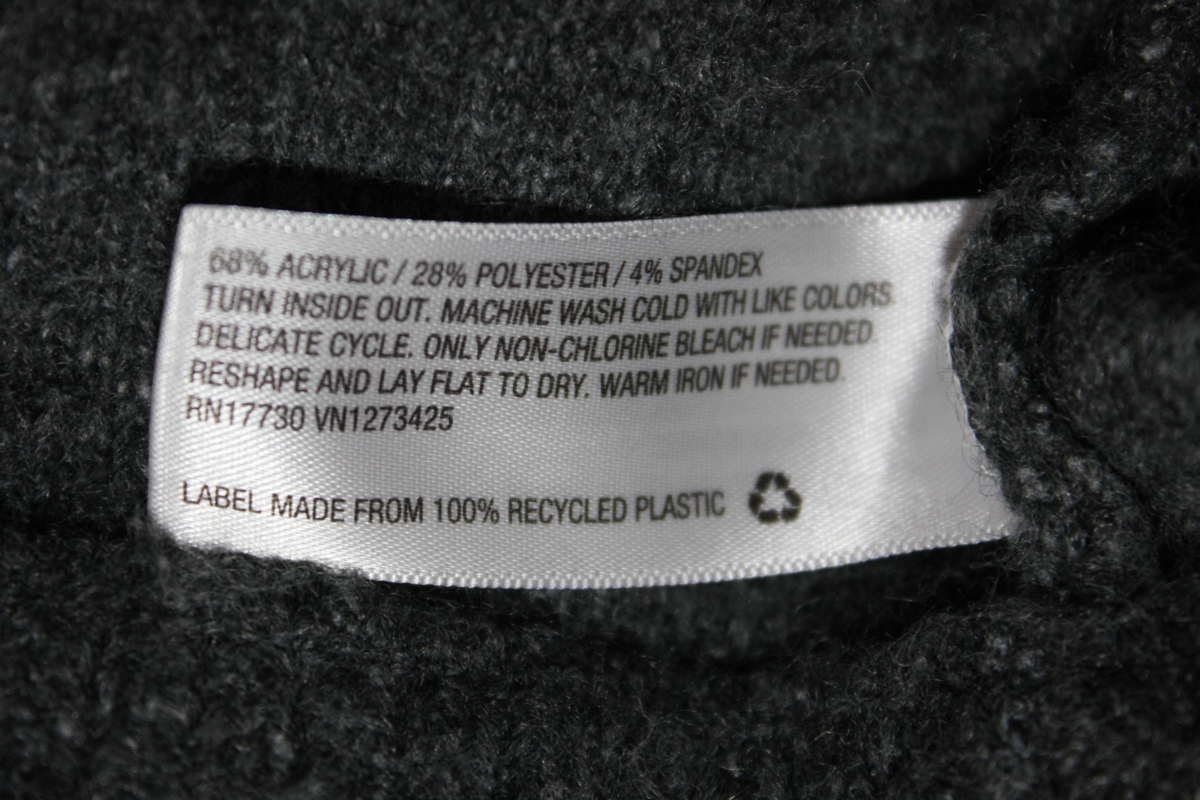 68% ACRYLIC / 28% POLYESTER / 4% SPANDEX
TURN INSIDE OUT. MACHINE WASH COLD WITH LIKE COLORS.
DELICATE CYCLE. ONLY NON-CHLORINE BLEACH IF NEEDED.
RESHAPE AND LAY FLAT TO DRY. WARM IRON IF NEEDED.
RN17730 VN1273425
LABEL MADE FROM 100% RECYCLED PLASTIC